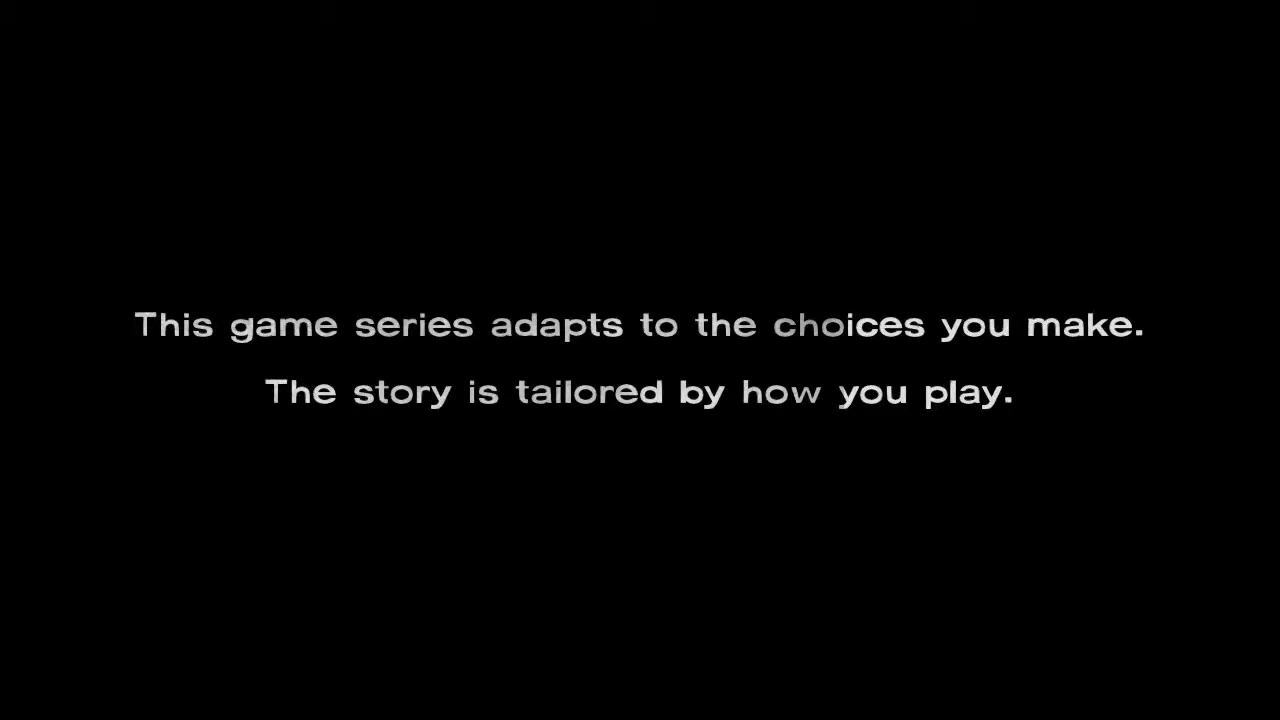 This game series adapts to the choices you make.
The story is tailored by how you play.